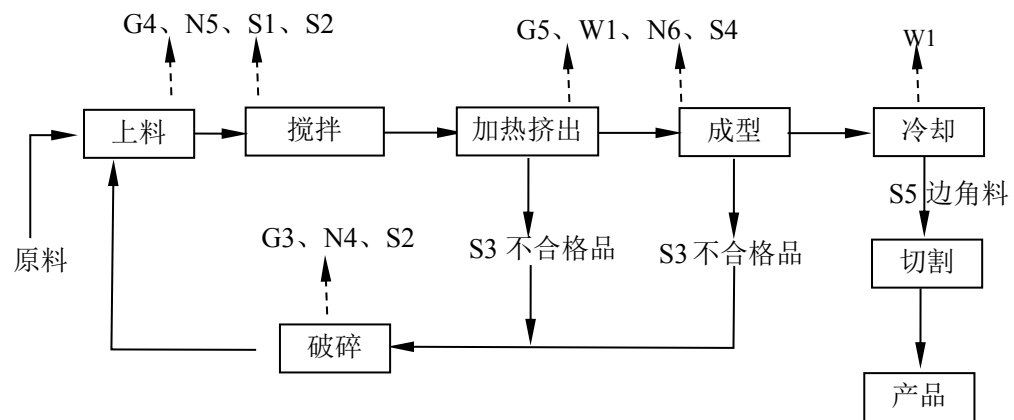 G4、N5、S1、S2
G5、W1、N6、S4
W1
上料
搅拌
加热挤出
成型
冷却
S5 边角料
原料
G3、N4、S2
S3 不合格品
S3 不合格品
切割
破碎
产品